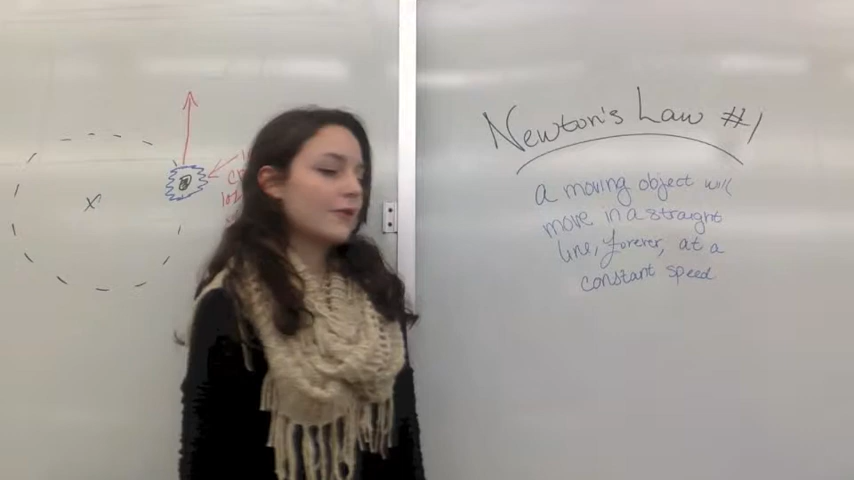 x
Newton's Law #1
a moving object will
move in a straight
line, forever, at a
constant speed